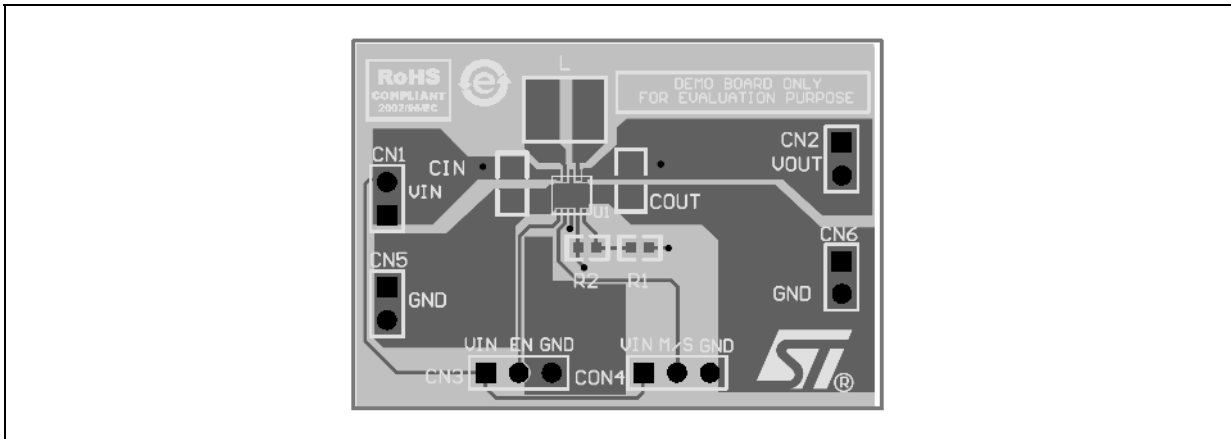 L
RoHS
COMPLIANT
2002/95/EC
DEMO BOARD ONLY
FOR EVALUATION PURPOSE
CN1
VIN
CIN
COUT
U1
CN2
VOUT
CN5
GND
R2
R1
CN6
GND
VIN EN GND
CN3
VIN M/S GND
CON4
ST®